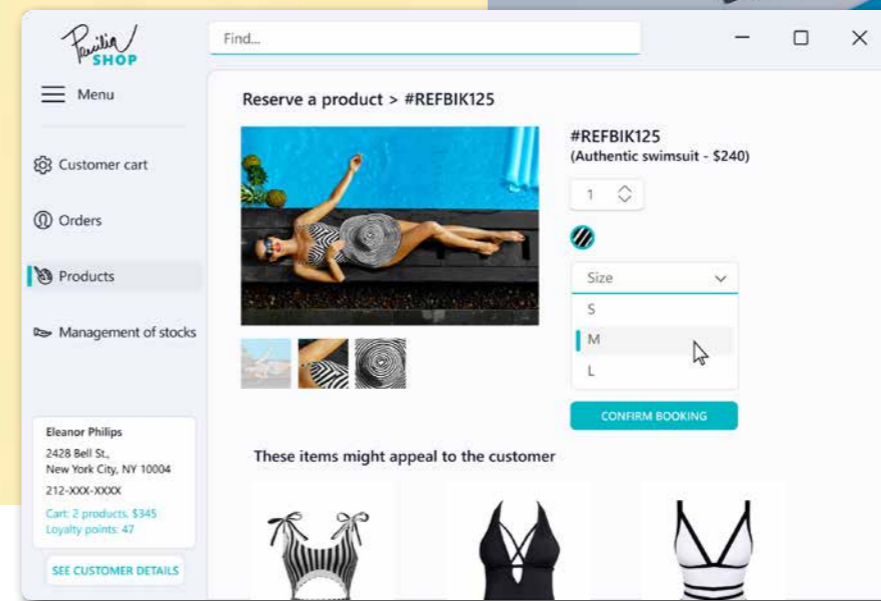 Pacilia
SHOP
Find...
Menu
Customer cart
Orders
Products
Management of stocks
Eleanor Philips
2428 Bell St.,
New York City, NY 10004
212-XXX-XXXX
Cart: 2 products, $345
Loyalty points: 47
SEE CUSTOMER DETAILS
Reserve a product > #REFBIK125
#REFBIK125
(Authentic swimsuit - $240)
1
Size
S
M
L
CONFIRM BOOKING
These items might appeal to the customer